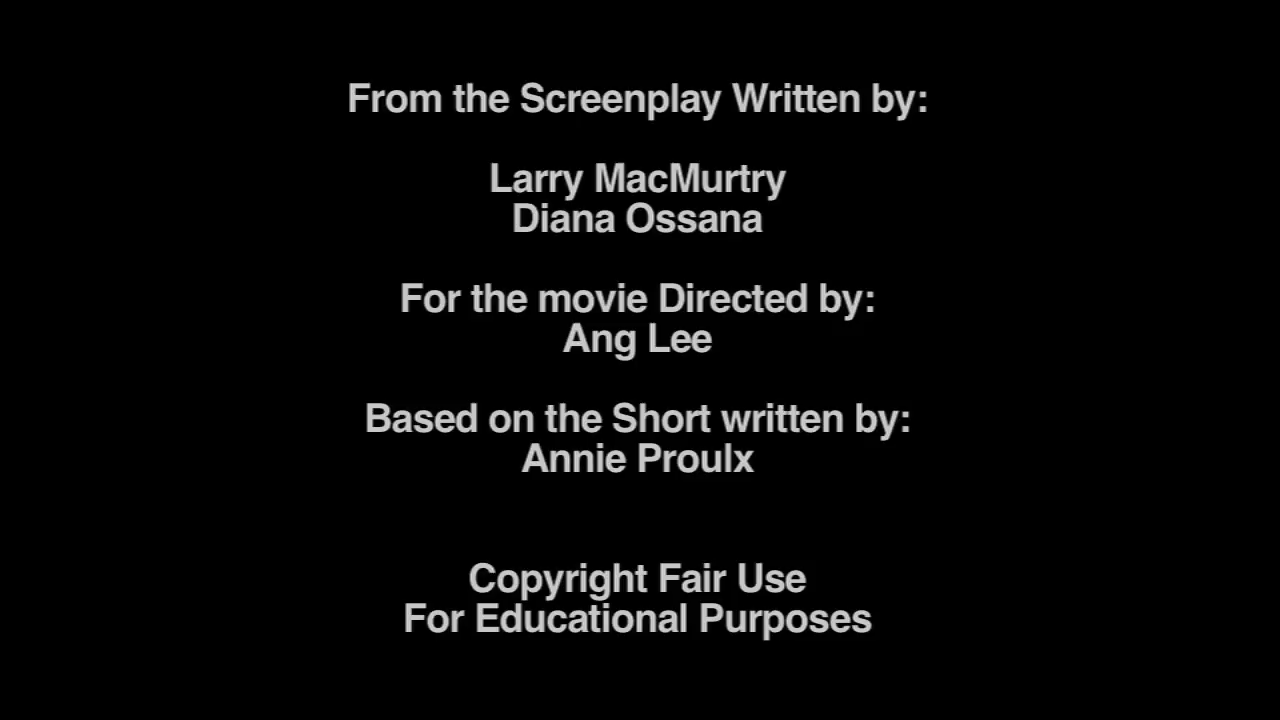 From the Screenplay Written by:
Larry MacMurtry
Diana Ossana
For the movie Directed by:
Ang Lee
Based on the Short written by:
Annie Proulx
Copyright Fair Use
For Educational Purposes